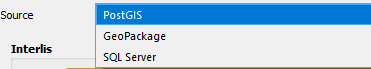 Source PostGIS
GeoPackage
Interlis
SQL Server